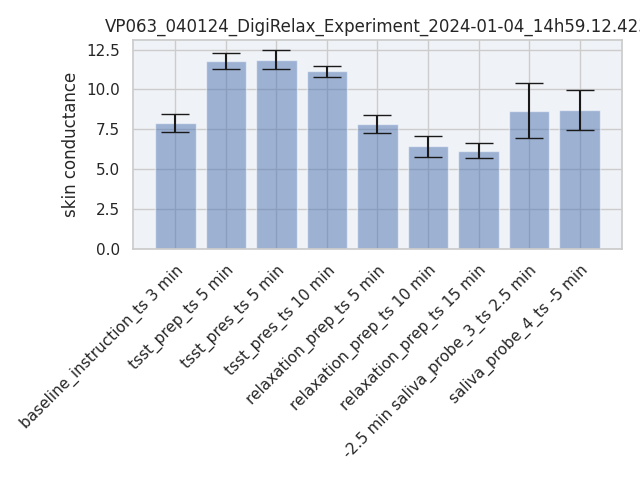 VP063_040124_DigiRelax_Experiment_2024-01-04_14h59.12.42.
skin conductance
12.5
10.0
7.5
5.0
2.5
0.0
baseline_instruction_ts 3 min
tsst_prep_ts 5 min
tsst_pres_ts 5 min
tsst_pres_ts 10 min
relaxation_prep_ts 5 min
relaxation_prep_ts 10 min
relaxation_prep_ts 15 min
-2.5 min saliva_probe_3_ts 2.5 min
saliva_probe_4_ts -5 min